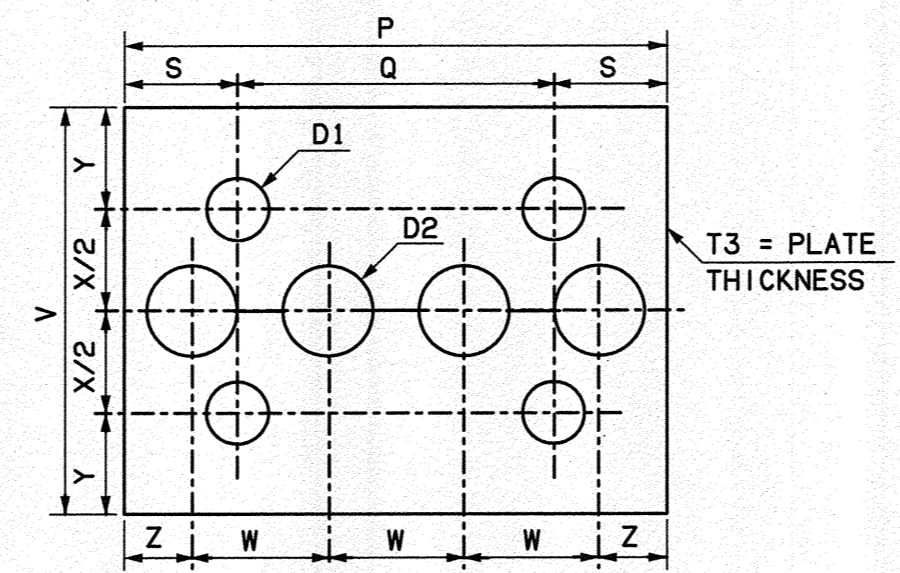 P
S Q S
D1
Y
D2
X/2
T3 = PLATE
THICKNESS
V
X/2
Y
Z W W W Z